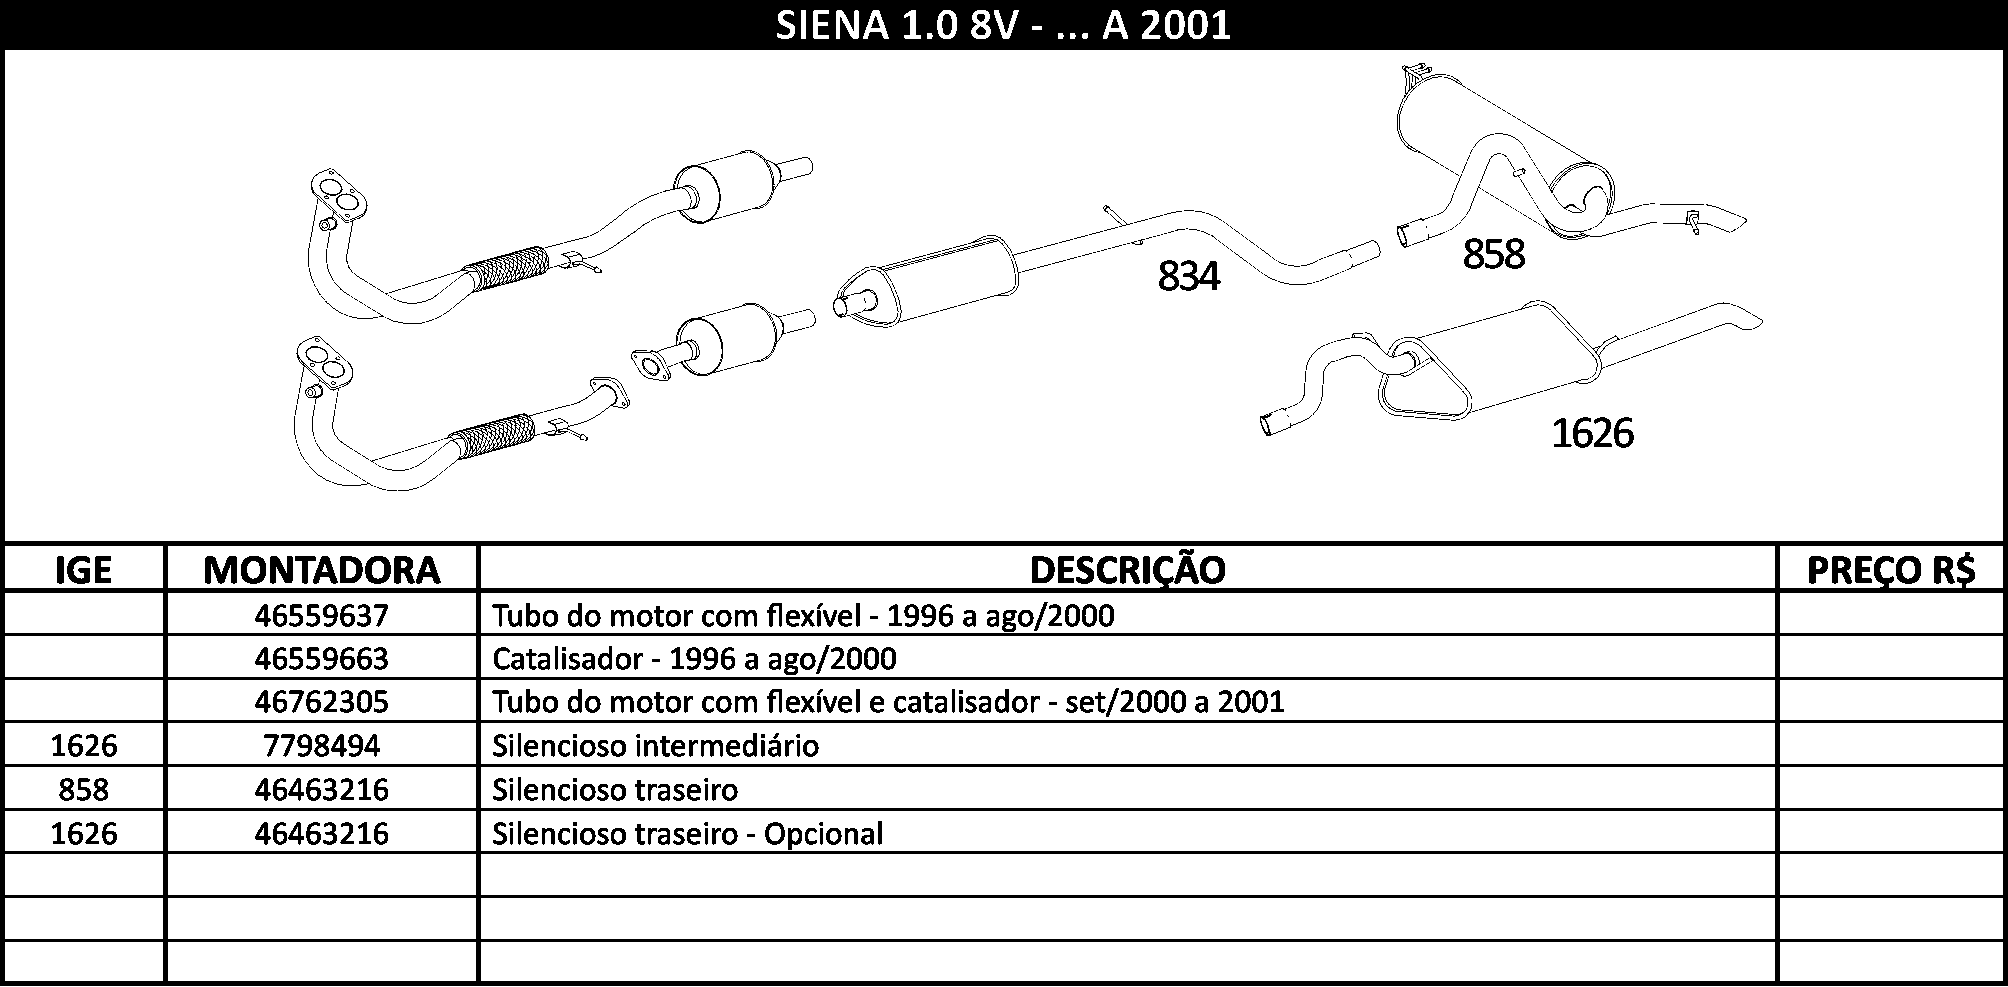 SIENA 1.0 8V - ... A 2001
858
834
1626
IGE MONTADORA DESCRIÇÃO PREÇO R$
46559637 Tubo do motor com flexível - 1996 a ago/2000
46559663 Catalisador - 1996 a ago/2000
46762305 Tubo do motor com flexível e catalisador - set/2000 a 2001
1626 7798494 Silencioso intermediário
858 46463216 Silencioso traseiro
1626 46463216 Silencioso traseiro - Opcional